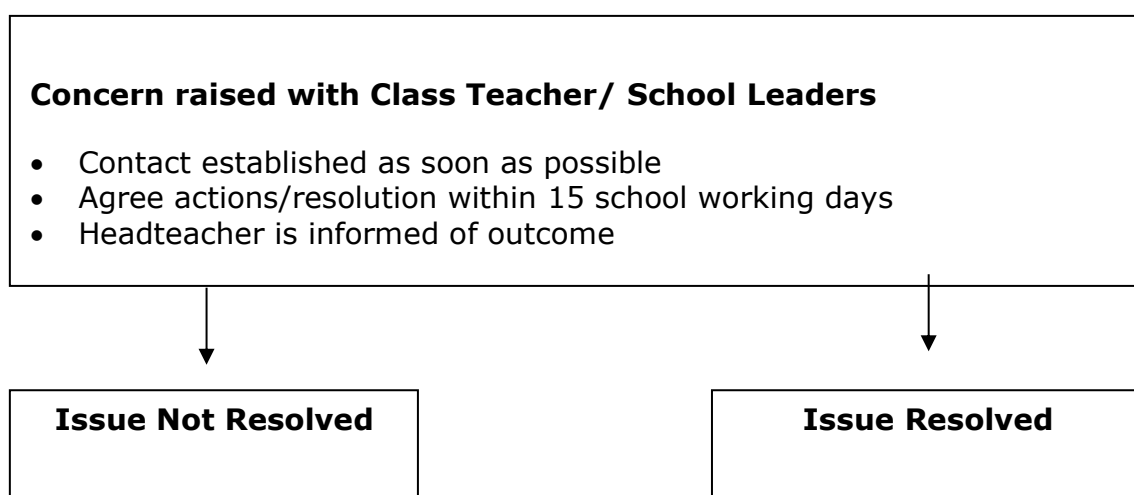 Concern raised with Class Teacher/ School Leaders
• Contact established as soon as possible
• Agree actions/resolution within 15 school working days
• Headteacher is informed of outcome
Issue Not Resolved
Issue Resolved